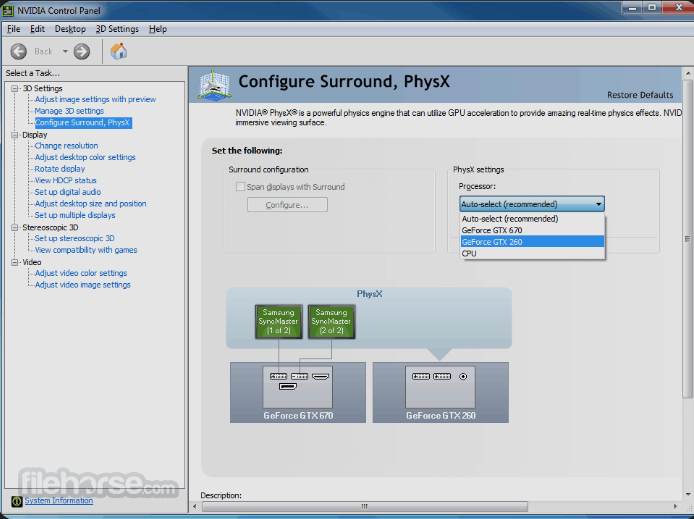 NVIDIA Control Panel
File Edit Desktop 3D Settings Help
Back
Select a Task...
3D Settings
Adjust image settings with preview
Manage 3D settings
Configure Surround, PhysX
Display
Change resolution
Adjust desktop color settings
Rotate display
View HDCP status
Set up digital audio
Adjust desktop size and position
Set up multiple displays
Stereoscopic 3D
Set up stereoscopic 3D
View compatibility with games
Video
Adjust video color settings
Adjust video image settings
System Information
Configure Surround, PhysX
Restore Defaults
NVIDIA® PhysX® is a powerful physics engine that can utilize GPU acceleration to provide amazing real-time physics effects. NVID
immersive viewing surface.
Set the following:
Surround configuration
Span displays with Surround
Configure...
PhysX settings
Processor:
Auto-select (recommended)
Auto-select (recommended)
GeForce GTX 670
GeForce GTX 260
CPU
PhysX
Samsung
SyncMaster
(1 of 2)
Samsung
SyncMaster
(2 of 2)
GeForce GTX 670
GeForce GTX 260
Description:
filehorse.com